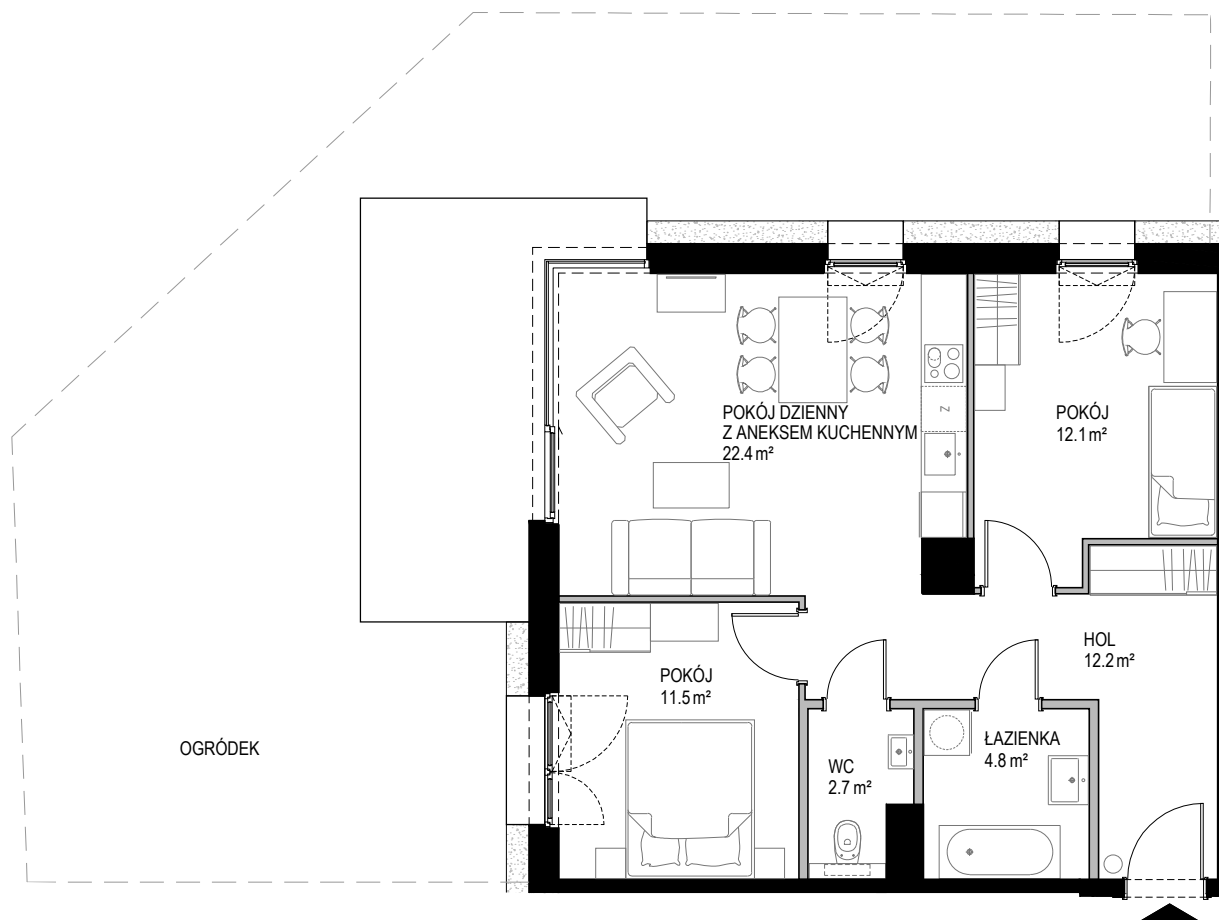 POKÓJ DZIENNY
Z ANEKSEM KUCHENNYM
22.4 m²
POKÓJ
12.1 m²
Z
HOL
12.2 m²
POKÓJ
11.5 m²
OGRÓDEK
WC
2.7 m²
ŁAZIENKA
4.8 m²